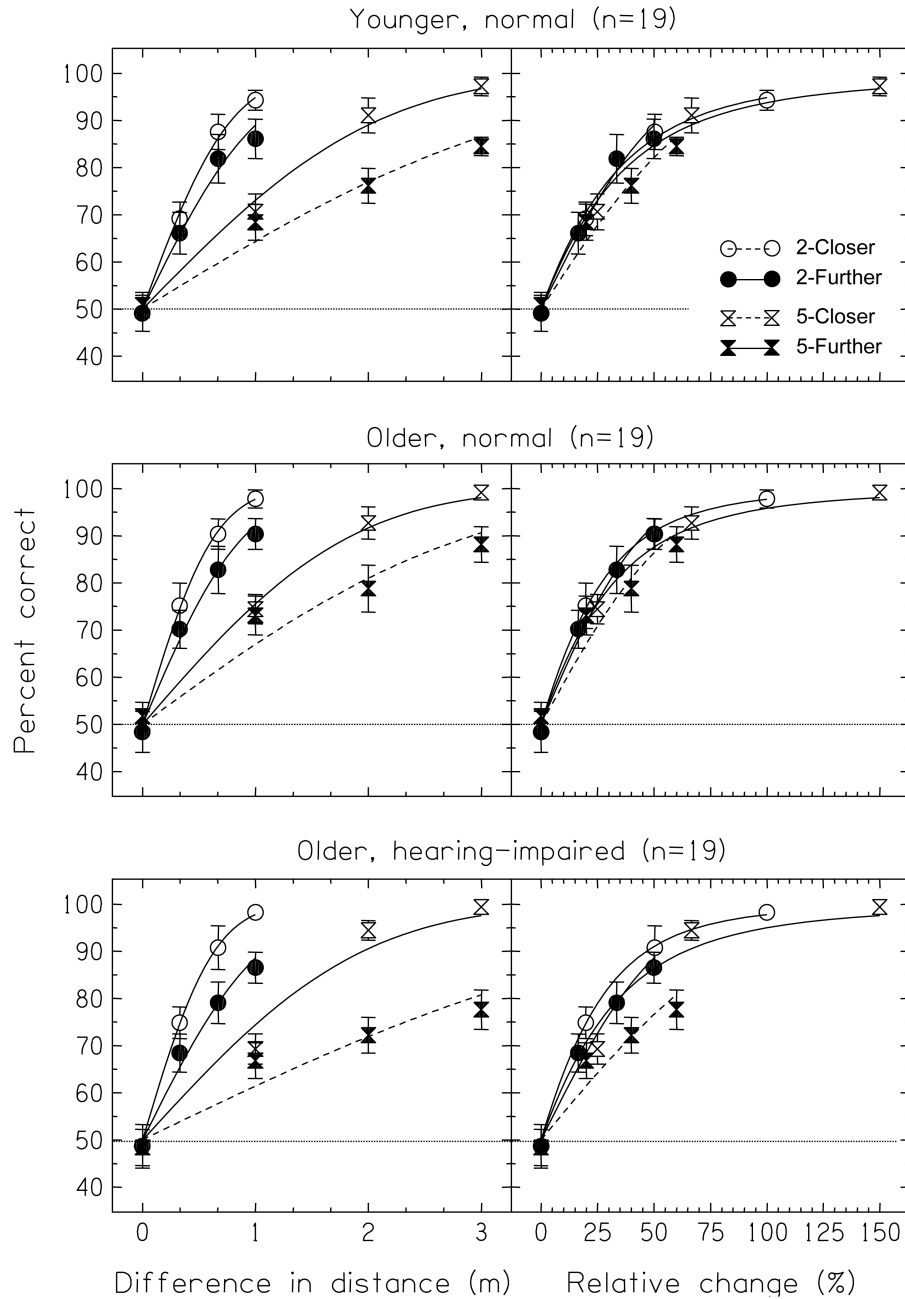 Younger, normal (n=19)
100
90
80
70
60
50
40
2-Closer
2-Further
5-Closer
5-Further
Older, normal (n=19)
100
90
80
70
60
50
40
Percent correct
Older, hearing-impaired (n=19)
100
90
80
70
60
50
40
0 1 2 3
0 25 50 75 100 125 150
Difference in distance (m)
Relative change (%)